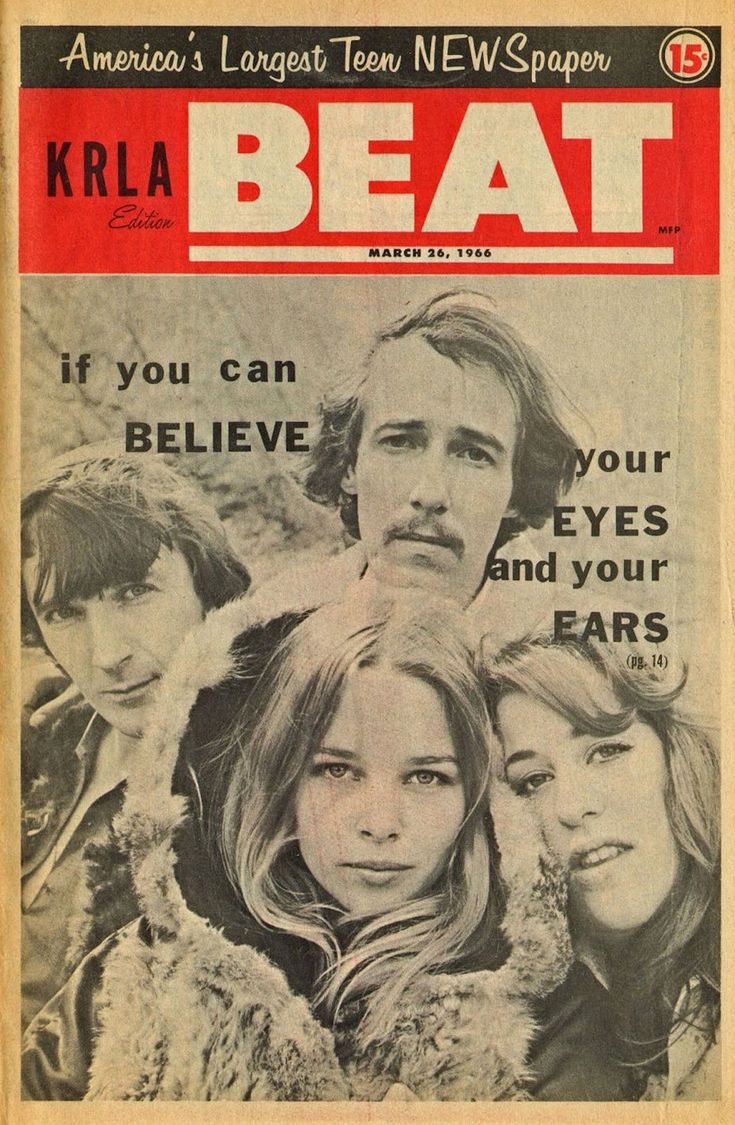 America's Largest Teen NEWSpaper
15¢
KRLA
Edition
BEAT
MFP
MARCH 26, 1966
if you can
BELIEVE
your
EYES
and your
EARS
(pg. 14)